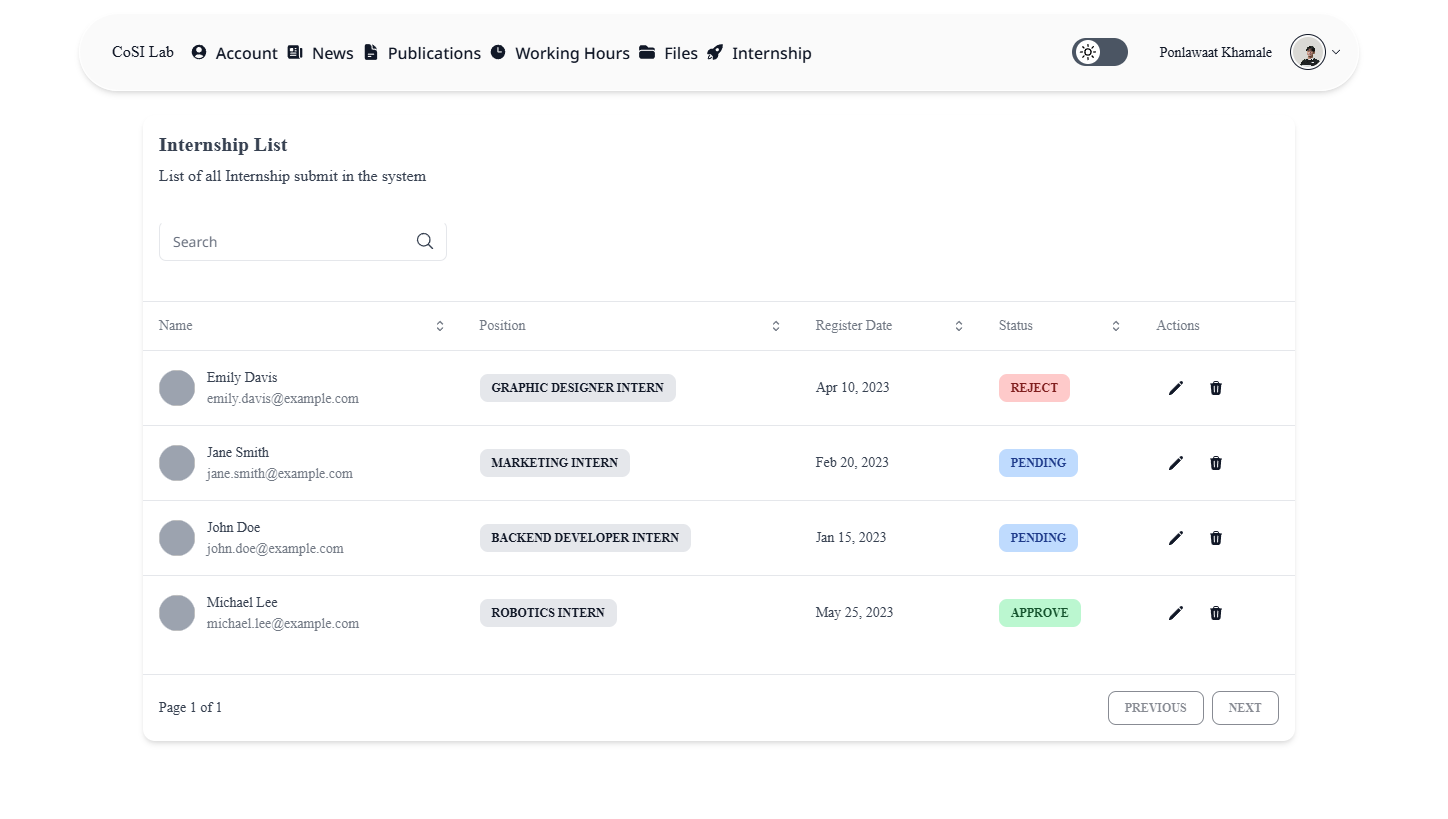 CoSI Lab Account News Publications Working Hours Files Internship Ponlawaat Khamale
Internship List
List of all Internship submit in the system
Search
Name Position Register Date Status Actions
Emily Davis
emily.davis@example.com
GRAPHIC DESIGNER INTERN Apr 10, 2023 REJECT
Jane Smith
jane.smith@example.com
MARKETING INTERN Feb 20, 2023 PENDING
John Doe
john.doe@example.com
BACKEND DEVELOPER INTERN Jan 15, 2023 PENDING
Michael Lee
michael.lee@example.com
ROBOTICS INTERN May 25, 2023 APPROVE
Page 1 of 1 PREVIOUS NEXT